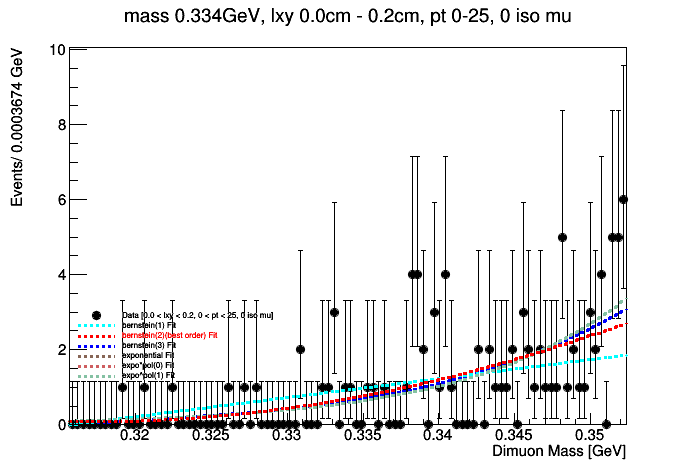 mass 0.334GeV, lxy 0.0cm - 0.2cm, pt 0-25, 0 iso mu
Events/ 0.0003674 GeV
10
8
6
4
2
0
Data [0.0 < lxy < 0.2, 0 < pt < 25, 0 iso mu]
bernstein(1) Fit
bernstein(2)(best order) Fit
bernstein(3) Fit
exponential Fit
expo*pol(0) Fit
expo*pol(1) Fit
0.32 0.325 0.33 0.335 0.34 0.345 0.35
Dimuon Mass [GeV]